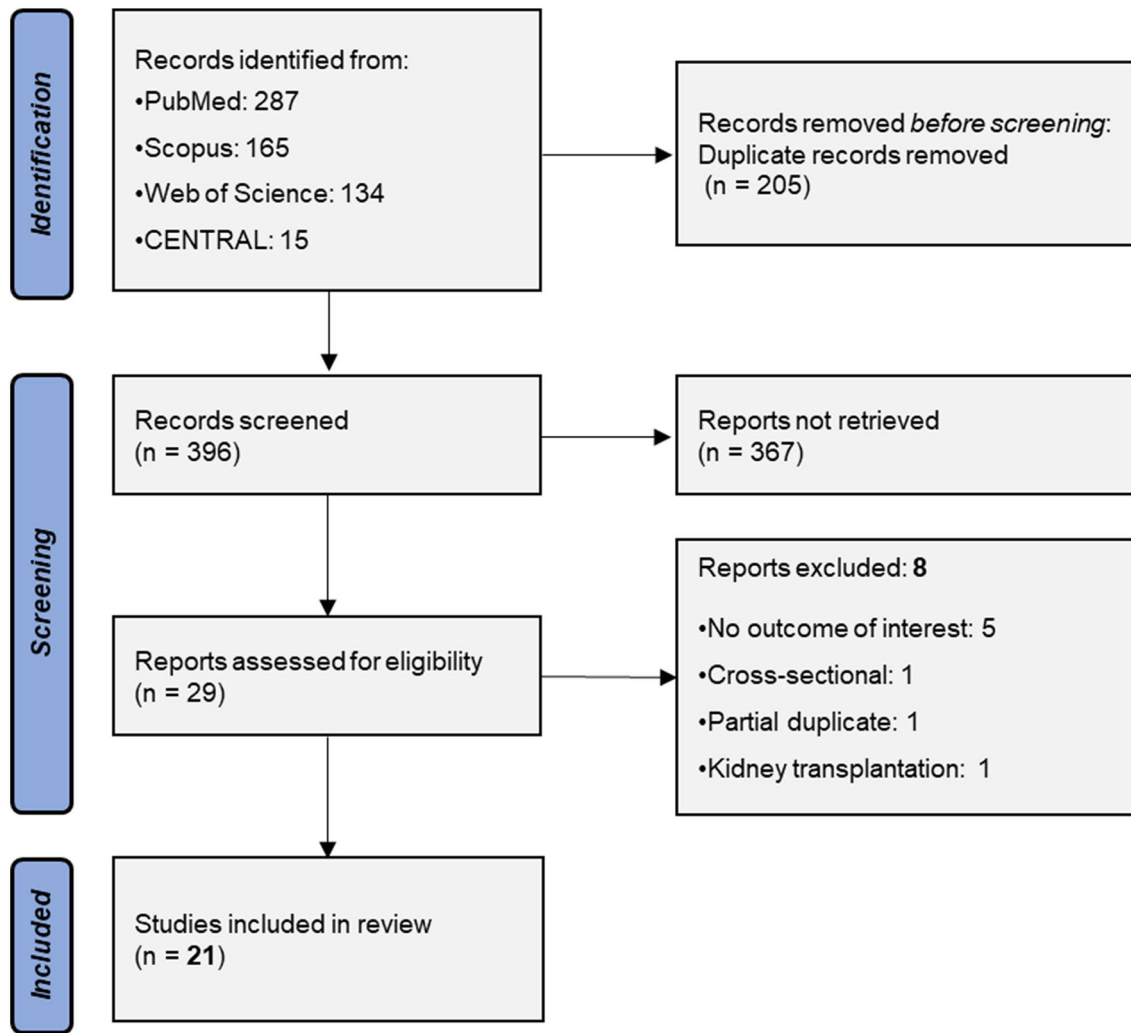 Identification
Records identified from:
•PubMed: 287
•Scopus: 165
•Web of Science: 134
•CENTRAL: 15
Records removed before screening:
Duplicate records removed
(n = 205)
Screening
Records screened
(n = 396)
Reports not retrieved
(n = 367)
Reports assessed for eligibility
(n = 29)
Reports excluded: 8
•No outcome of interest: 5
•Cross-sectional: 1
•Partial duplicate: 1
•Kidney transplantation: 1
Included
Studies included in review
(n = 21)